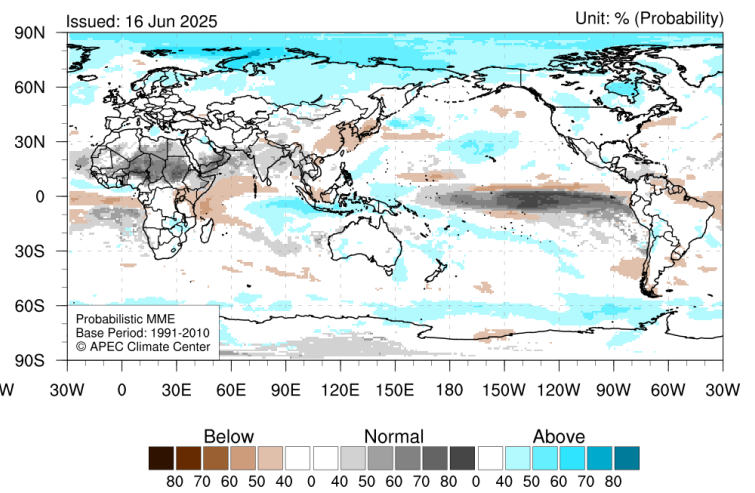 Issued: 16 Jun 2025
Unit: % (Probability)
90N
60N
30N
0
30S
60S
90S
Probabilistic MME
Base Period: 1991-2010
© APEC Climate Center
W 30W 0 30E 60E 90E 120E 150E 180 150W 120W 90W 60W 30W
Below Normal Above
80 70 60 50 40 0 40 50 60 70 80 0 40 50 60 70 80